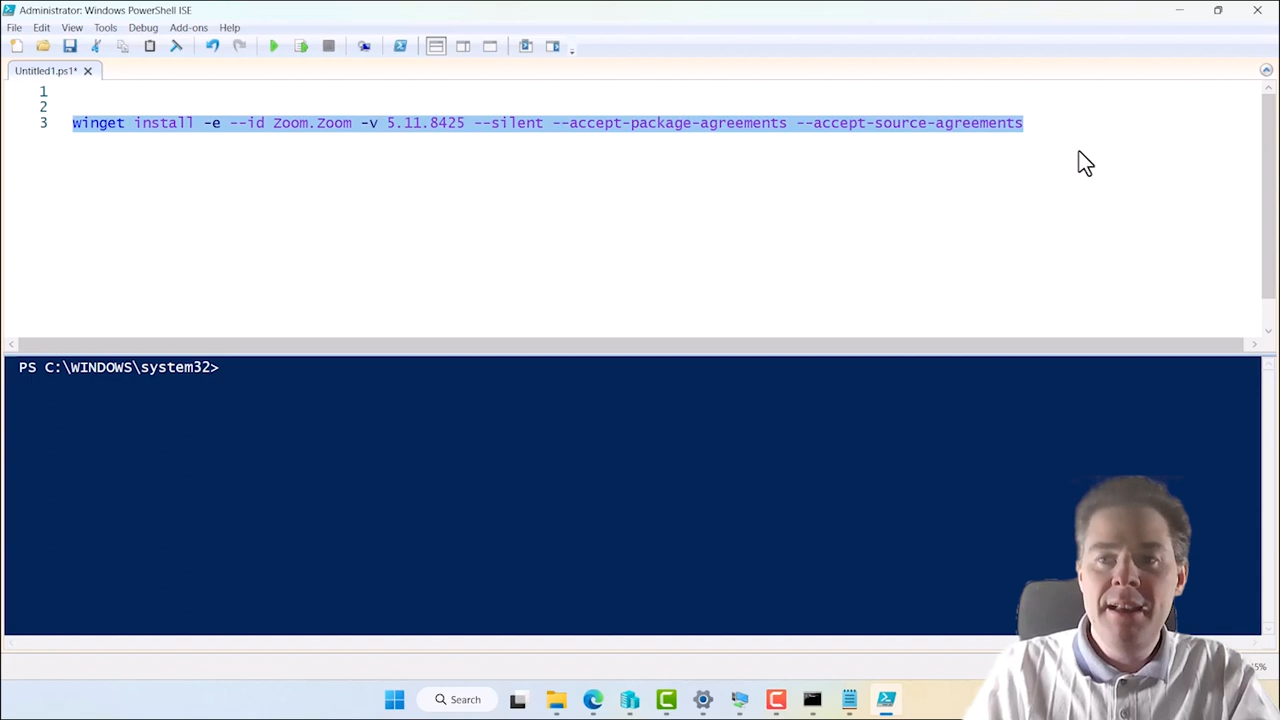 Administrator: Windows PowerShell ISE
File Edit View Tools Debug Add-ons Help
Untitled1.ps1*
1
2
3 winget install -e --id Zoom.Zoom -v 5.11.8425 --silent --accept-package-agreements --accept-source-agreements
PS C:\WINDOWS\system32>
Search